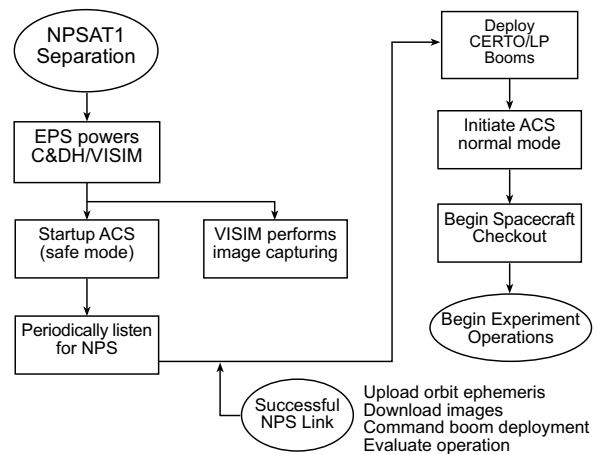 NPSAT1
Separation
EPS powers
C&DH/VISIM
Startup ACS
(safe mode)
VISIM performs
image capturing
Periodically listen
for NPS
Successful
NPS Link
Upload orbit ephemeris
Download images
Command boom deployment
Evaluate operation
Deploy
CERTO/LP
Booms
Initiate ACS
normal mode
Begin Spacecraft
Checkout
Begin Experiment
Operations